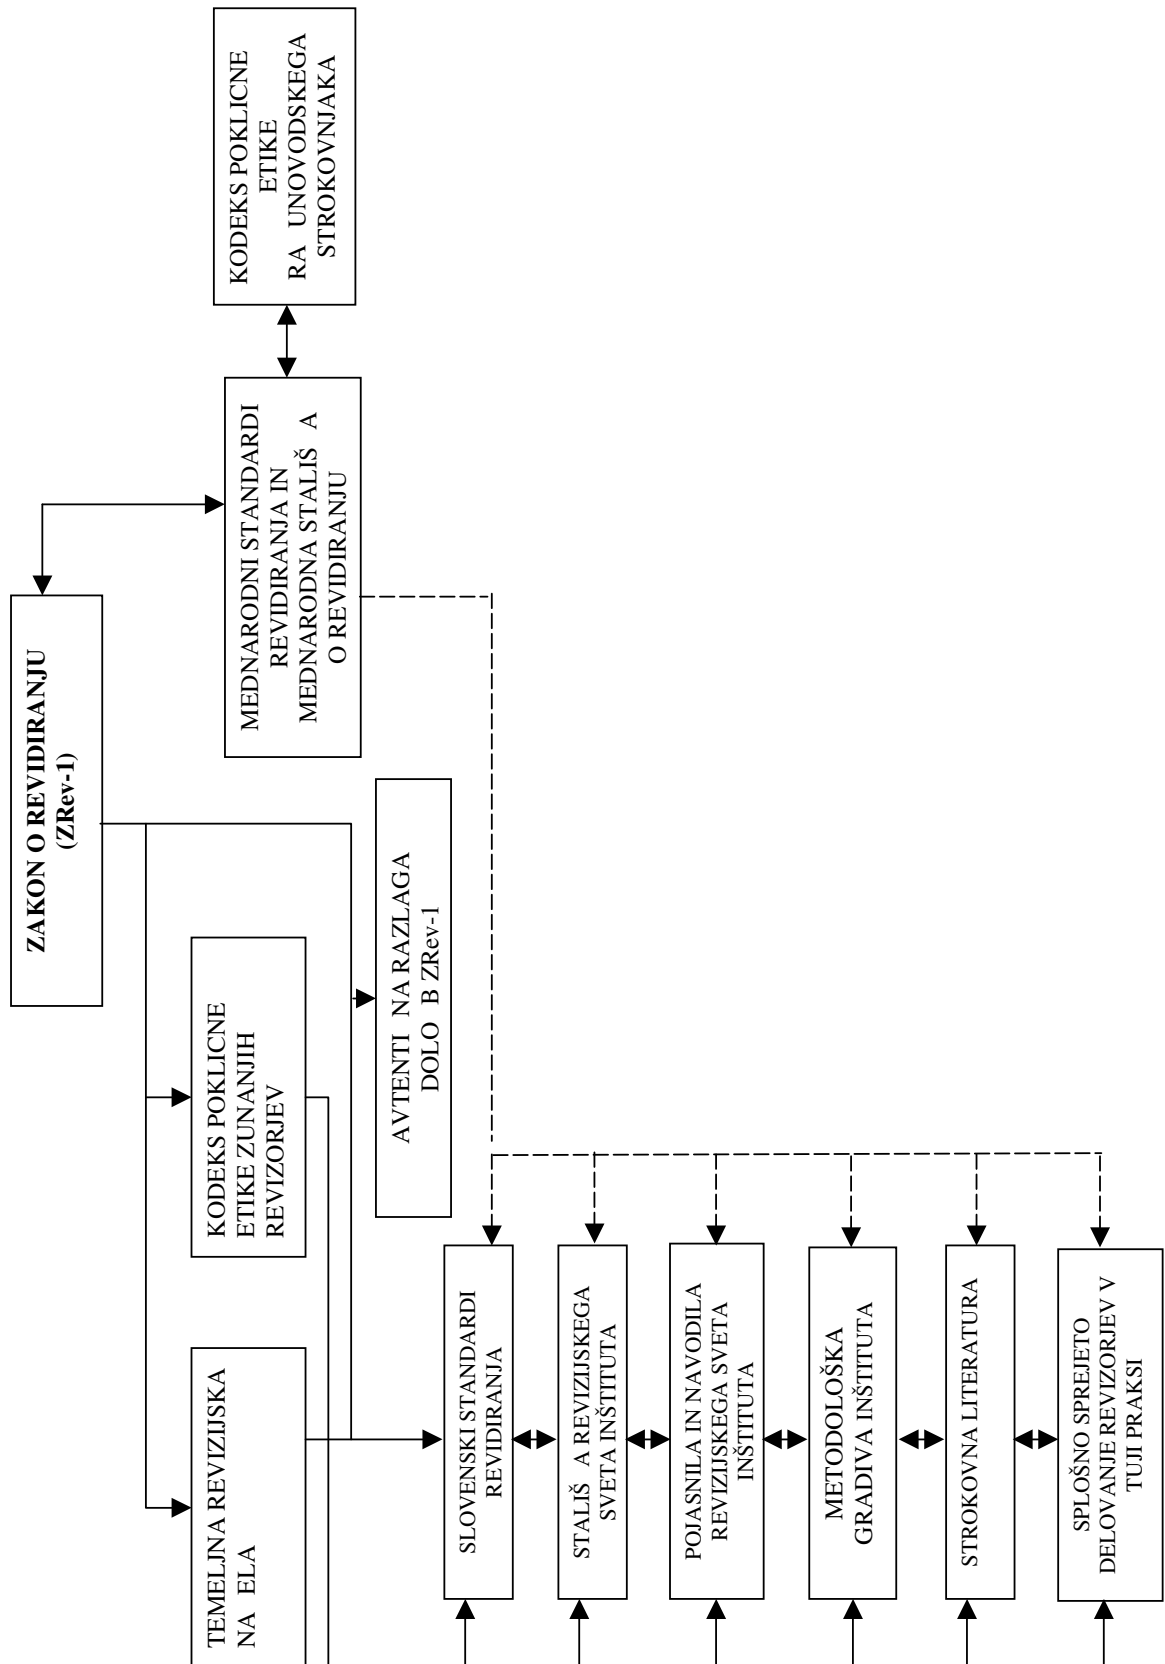 ZAKON O REVIDIRANJU
(ZRev-1)
TEMELJNA REVIZIJSKA
NA ELA
KODEKS POKLICNE
ETIKE ZUNANJIH
REVIZORJEV
MEDNARODNI STANDARDI
REVIDIRANJA IN
MEDNARODNA STALIŠ A
O REVIDIRANJU
KODEKS POKLICNE
ETIKE
RA UNOVODSKEGA
STROKOVNJAKA
AVTENTI NA RAZLAGA
DOLO B ZRev-1
SLOVENSKI STANDARDI
REVIDIRANJA
STALIŠ A REVIZIJSKEGA
SVETA INŠTITUTA
POJASNILA IN NAVODILA
REVIZIJSKEGA SVETA
INŠTITUTA
METODOLOŠKA
GRADIVA INŠTITUTA
STROKOVNA LITERATURA
SPLOŠNO SPREJETO
DELOVANJE REVIZORJEV V
TUJI PRAKSI